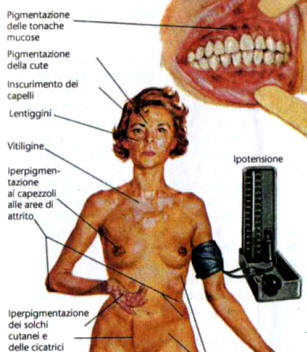 Pigmentazione
delle tonache
mucose
Pigmentazione
della cute
Inscurimento dei
capelli
Lentiggini
Vitiligine
Ipotensione
Iperpigmen-
tazione
ai capezzoli
alle aree di
attrito
Iperpigmentazione
dei solchi
cutanei e
delle cicatrici